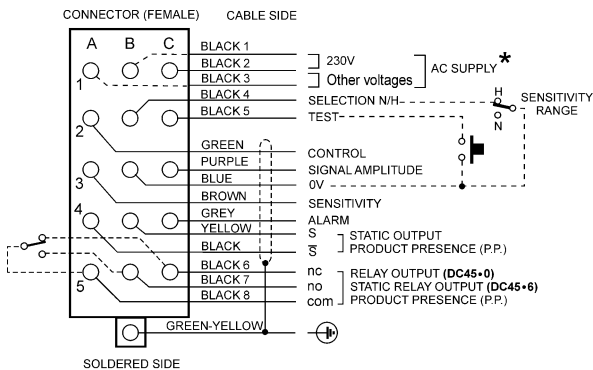 CONNECTOR (FEMALE) CABLE SIDE
A B C
BLACK 1
BLACK 2 230V
1 BLACK 3 Other voltages AC SUPPLY *
BLACK 4 SELECTION N/H H SENSITIVITY RANGE
BLACK 5 TEST N
2
GREEN CONTROL
PURPLE SIGNAL AMPLITUDE
BLUE 0V
3
BROWN SENSITIVITY
GREY ALARM
4
YELLOW S STATIC OUTPUT
BLACK S̅ PRODUCT PRESENCE (P.P.)
BLACK 6 nc RELAY OUTPUT (DC45•0)
5 BLACK 7 no STATIC RELAY OUTPUT (DC45•6)
BLACK 8 com PRODUCT PRESENCE (P.P.)
GREEN-YELLOW
SOLDERED SIDE